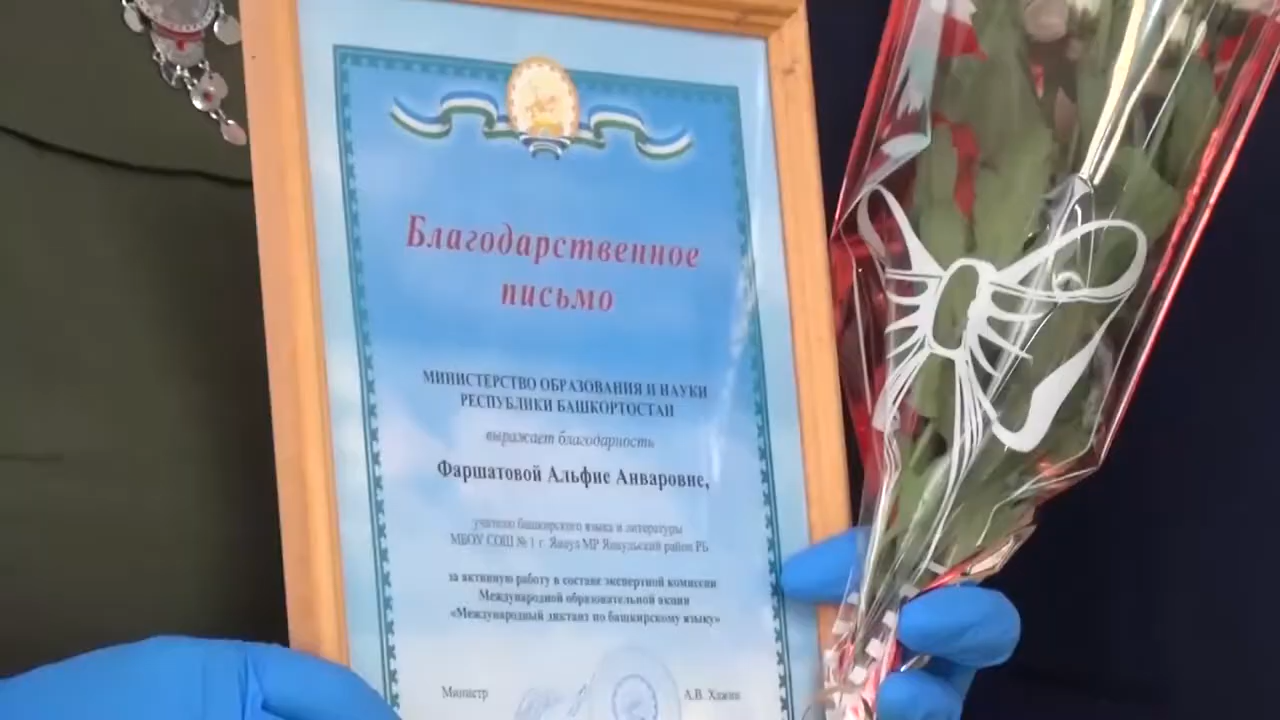 Благодарственное
письмо
МИНИСТЕРСТВО ОБРАЗОВАНИЯ И НАУКИ
РЕСПУБЛИКИ БАШКОРТОСТАН
выражает благодарность
Фаршатовой Альфие Анваровне,
учителю башкирского языка и литературы
МБОУ СОШ № 1 г. Янаул МР Янаульский район РБ
за активную работу в составе экспертной комиссии
Международной образовательной акции
«Международный диктант по башкирскому языку»
Министр
А.В. Хажин